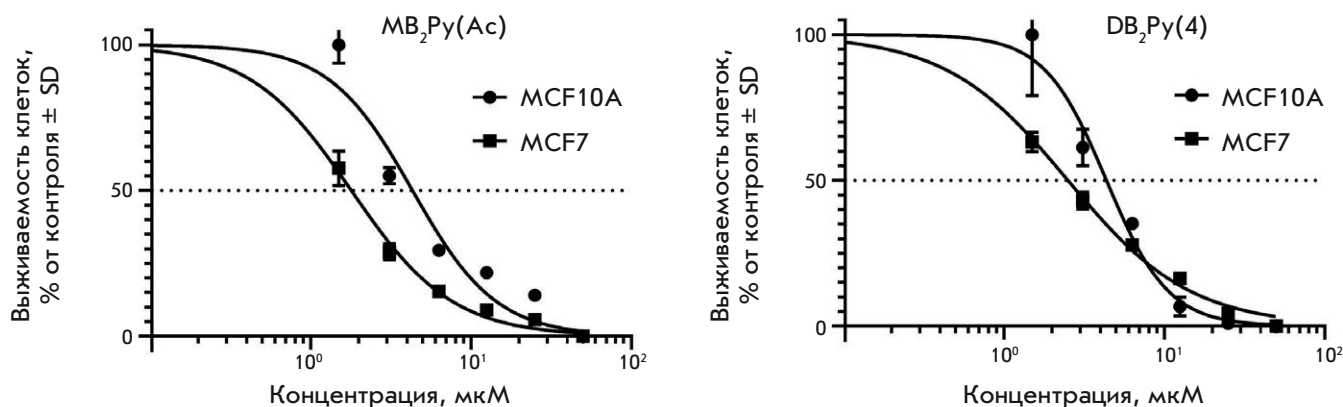 MB₂Py(Ac)
Выживаемость клеток,
% от контроля ± SD
100
50
0
MCF10A
MCF7
10⁰
10¹
10²
Концентрация, мкМ
DB₂Py(4)
Выживаемость клеток,
% от контроля ± SD
100
50
0
MCF10A
MCF7
10⁰
10¹
10²
Концентрация, мкМ